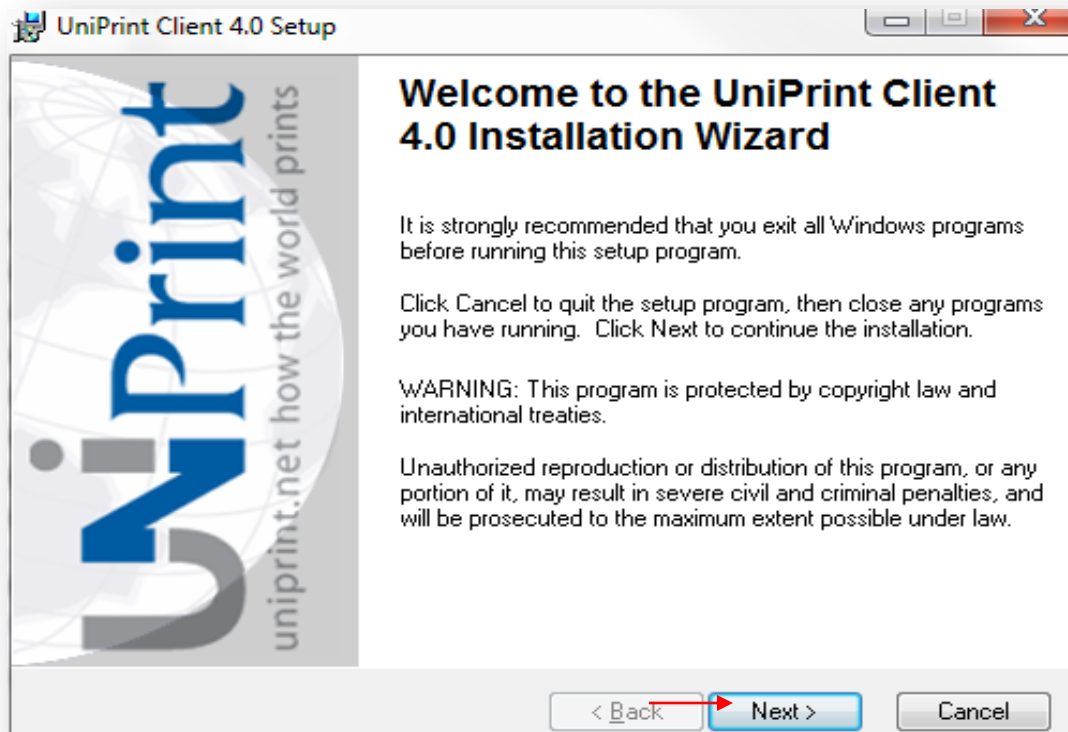 UniPrint Client 4.0 Setup
UniPrint
uniprint.net how the world prints
Welcome to the UniPrint Client
4.0 Installation Wizard
It is strongly recommended that you exit all Windows programs
before running this setup program.
Click Cancel to quit the setup program, then close any programs
you have running.  Click Next to continue the installation.
WARNING: This program is protected by copyright law and
international treaties.
Unauthorized reproduction or distribution of this program, or any
portion of it, may result in severe civil and criminal penalties, and
will be prosecuted to the maximum extent possible under law.
< Back
Next >
Cancel